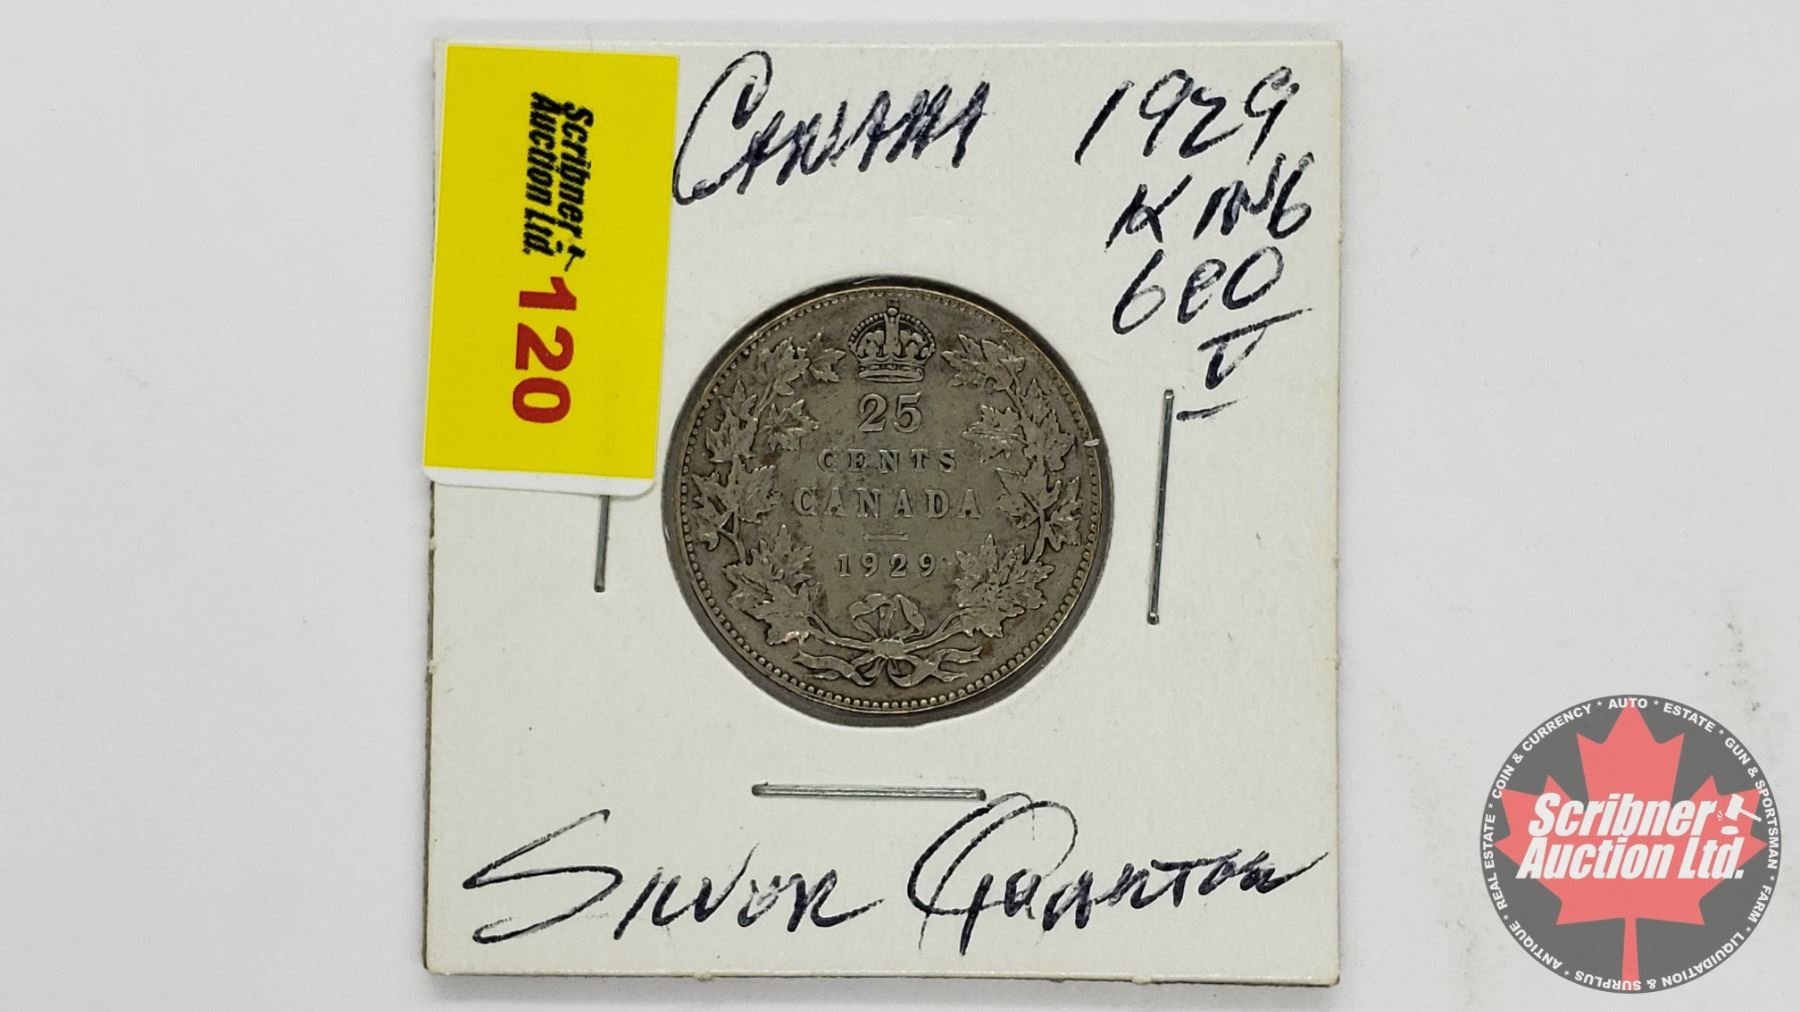 Scribner
Auction Ltd.
120
CANADA 1929
KING
GEO
V
25
CENTS
CANADA
1929
SILVER QUARTER
COIN & CURRENCY * AUTO * ESTATE * GUN & SPORTSMAN * FARM * LIQUIDATION & SURPLUS * ANTIQUE * REAL ESTATE *
Scribner
Auction Ltd.